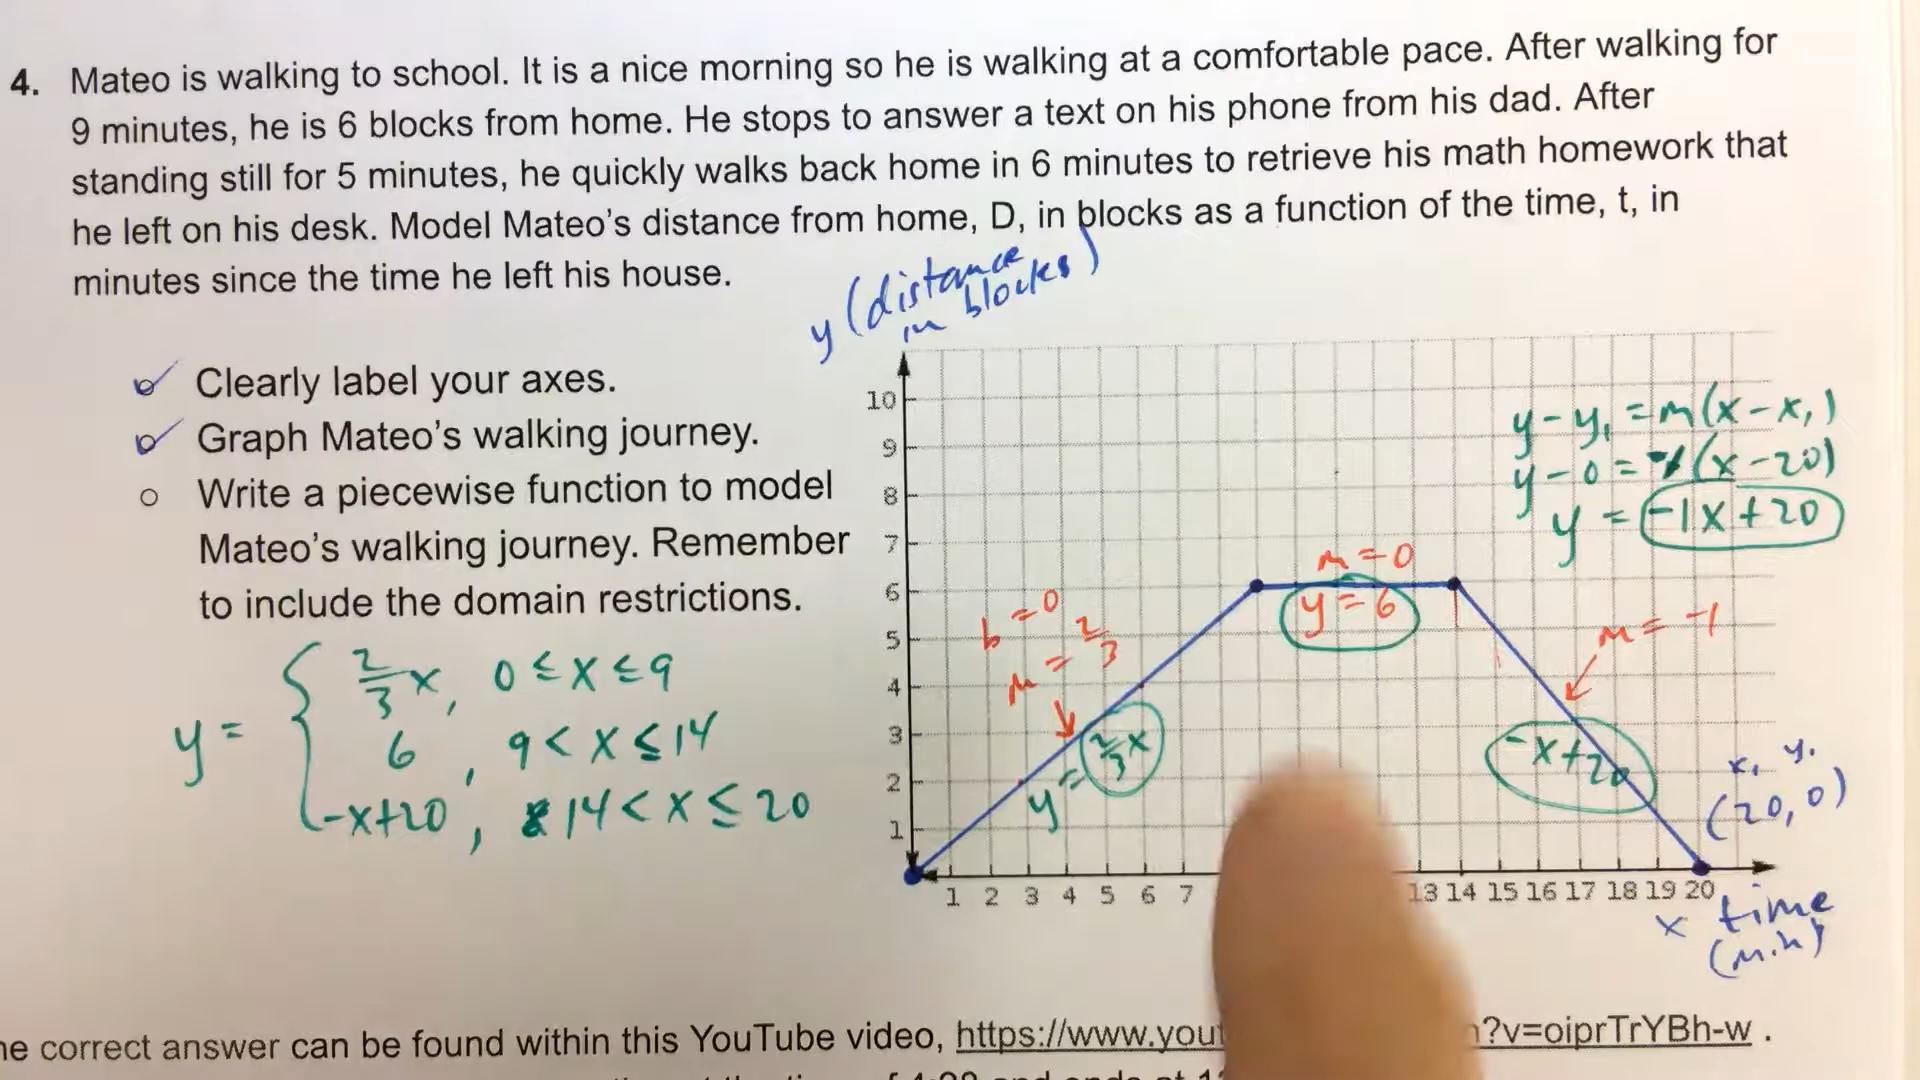 4. Mateo is walking to school. It is a nice morning so he is walking at a comfortable pace. After walking for
9 minutes, he is 6 blocks from home. He stops to answer a text on his phone from his dad. After
standing still for 5 minutes, he quickly walks back home in 6 minutes to retrieve his math homework that
he left on his desk. Model Mateo's distance from home, D, in blocks as a function of the time, t, in
minutes since the time he left his house.
y (distance
in blocks)
Clearly label your axes.
Graph Mateo's walking journey.
○ Write a piecewise function to model
Mateo's walking journey. Remember
to include the domain restrictions.
y = { 2/3 x, 0 ≤ x ≤ 9
6, 9 < x ≤ 14
-x+20, 14 < x ≤ 20
10
9
8
7
6
5
4
3
2
1
y - y₁ = m(x - x₁)
y - 0 = -1(x - 20)
y = -1x + 20
m = 0
y = 6
b = 0
m = 2/3
m = -1
y = 2/3 x
-x+20
x₁ y₁
(20, 0)
1 2 3 4 5 6 7 13 14 15 16 17 18 19 20
x time
(min)
he correct answer can be found within this YouTube video, https://www.yout ?v=oiprTrYBh-w .